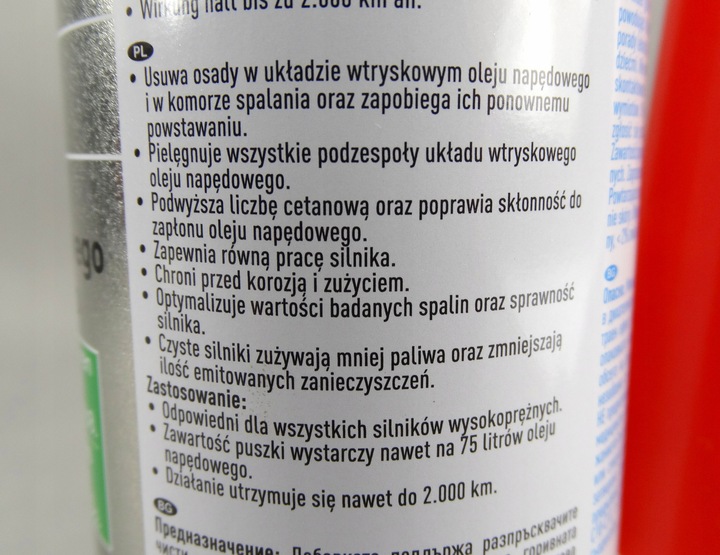 • Wirkung hält bis zu 2.000 km an.
PL
• Usuwa osady w układzie wtryskowym oleju napędowego
i w komorze spalania oraz zapobiega ich ponownemu
powstawaniu.
• Pielęgnuje wszystkie podzespoły układu wtryskowego
oleju napędowego.
• Podwyższa liczbę cetanową oraz poprawia skłonność do
zapłonu oleju napędowego.
• Zapewnia równą pracę silnika.
• Chroni przed korozją i zużyciem.
• Optymalizuje wartości badanych spalin oraz sprawność
silnika.
• Czyste silniki zużywają mniej paliwa oraz zmniejszają
ilość emitowanych zanieczyszczeń.
Zastosowanie:
• Odpowiedni dla wszystkich silników wysokoprężnych.
• Zawartość puszki wystarczy nawet na 75 litrów oleju
napędowego.
• Działanie utrzymuje się nawet do 2.000 km.
BG
Предназначение: поддържа разпръсквачите
ego